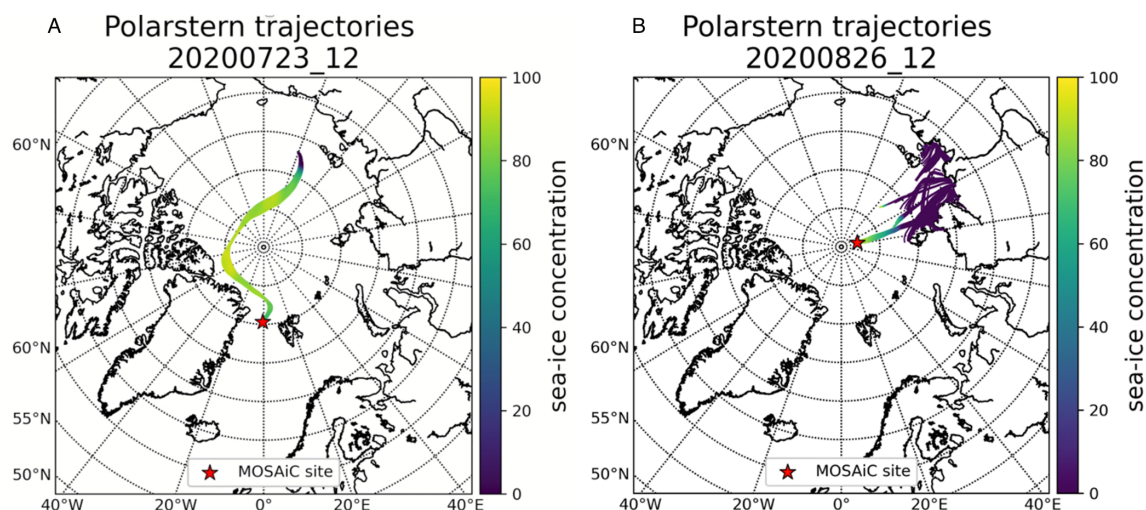 A
Polarstern trajectories
20200723_12
60°N
60°N
55°N
50°N
40°W
20°W
0°
20°E
40°E
MOSAiC site
100
80
60
40
20
0
sea-ice concentration
B
Polarstern trajectories
20200826_12
60°N
60°N
55°N
50°N
40°W
20°W
0°
20°E
40°E
MOSAiC site
100
80
60
40
20
0
sea-ice concentration